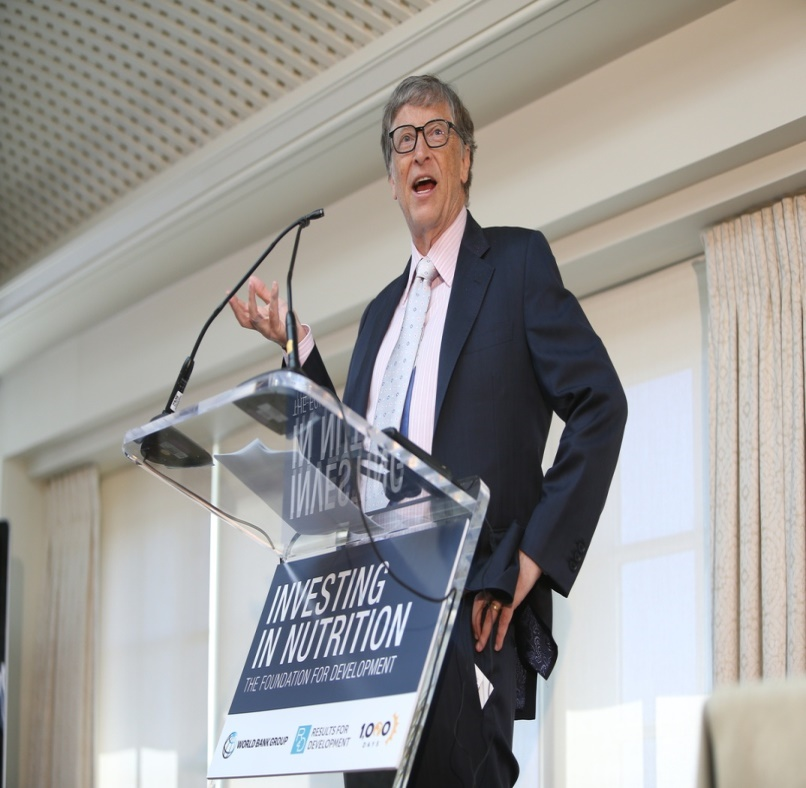 INVESTING
IN NUTRITION
THE FOUNDATION FOR DEVELOPMENT
WORLD BANK GROUP
RESULTS FOR
DEVELOPMENT
1,000
DAYS